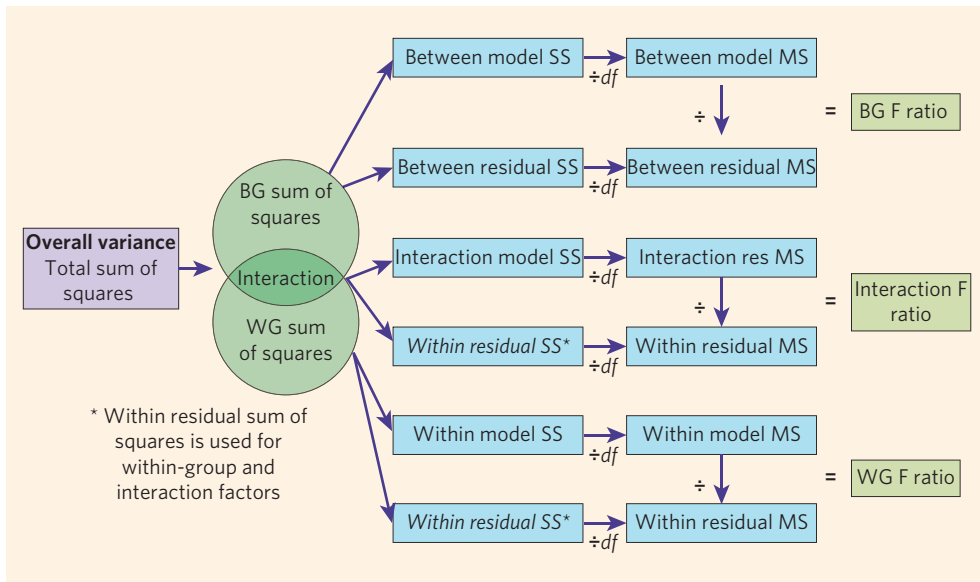 Between model SS
÷df
Between model MS
÷
=
BG F ratio
Between residual SS
÷df
Between residual MS
BG sum of
squares
Overall variance
Total sum of
squares
Interaction
WG sum
of squares
Interaction model SS
÷df
Interaction res MS
÷
=
Interaction F
ratio
Within residual SS*
÷df
Within residual MS
* Within residual sum of
squares is used for
within-group and
interaction factors
Within model SS
÷df
Within model MS
÷
=
WG F ratio
Within residual SS*
÷df
Within residual MS